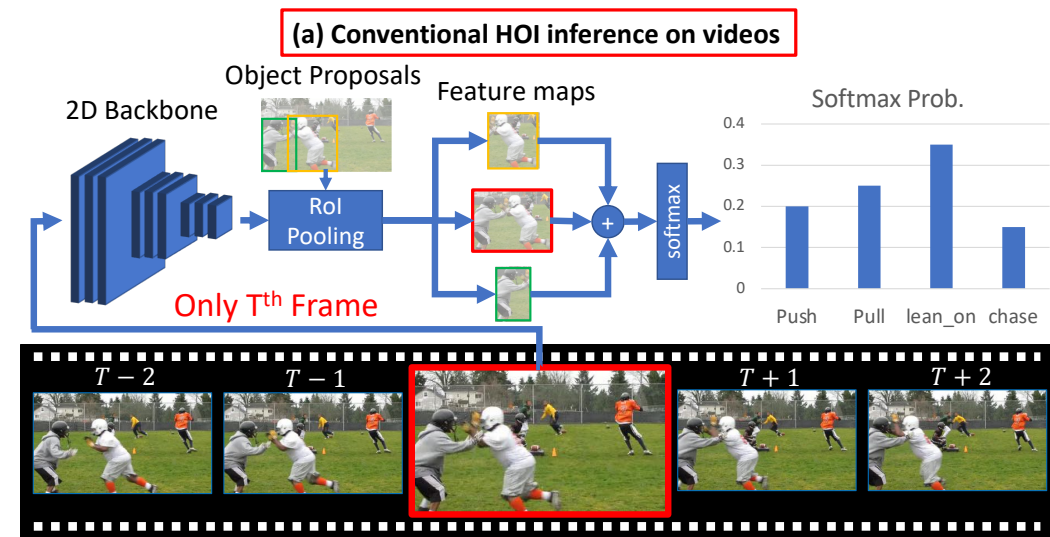 (a) Conventional HOI inference on videos
Object Proposals
2D Backbone
Feature maps
RoI
Pooling
+
softmax
Only Tth Frame
Softmax Prob.
0.4
0.3
0.2
0.1
0
Push Pull lean_on chase
T − 2
T − 1
T + 1
T + 2